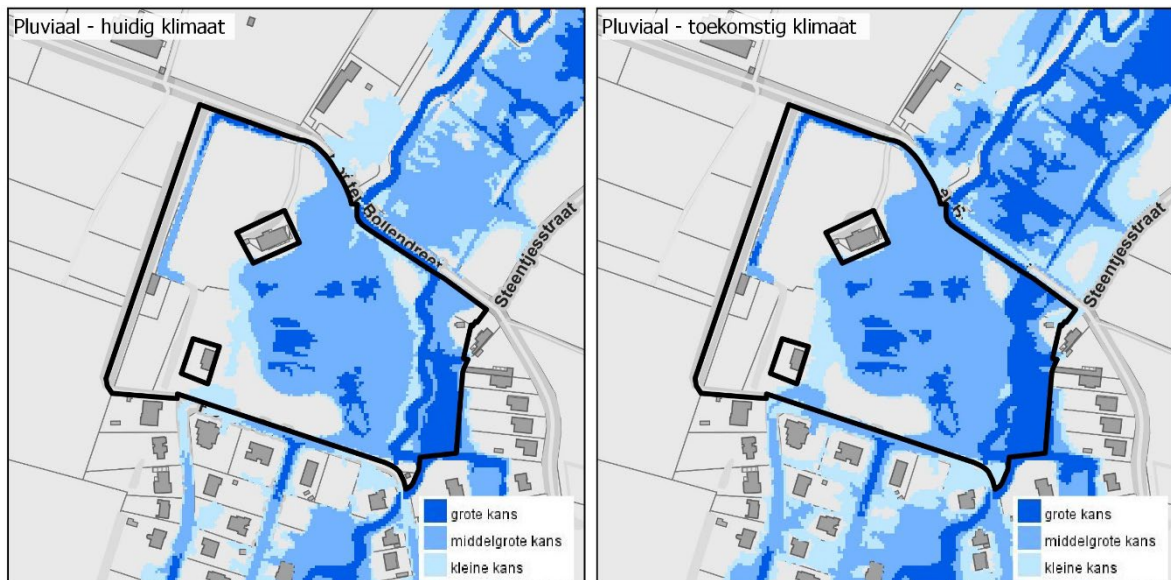 Pluviaal - huidig klimaat
Bollendreef
Steentjesstraat
grote kans
middelgrote kans
kleine kans
Pluviaal - toekomstig klimaat
Steentjesstraat
grote kans
middelgrote kans
kleine kans